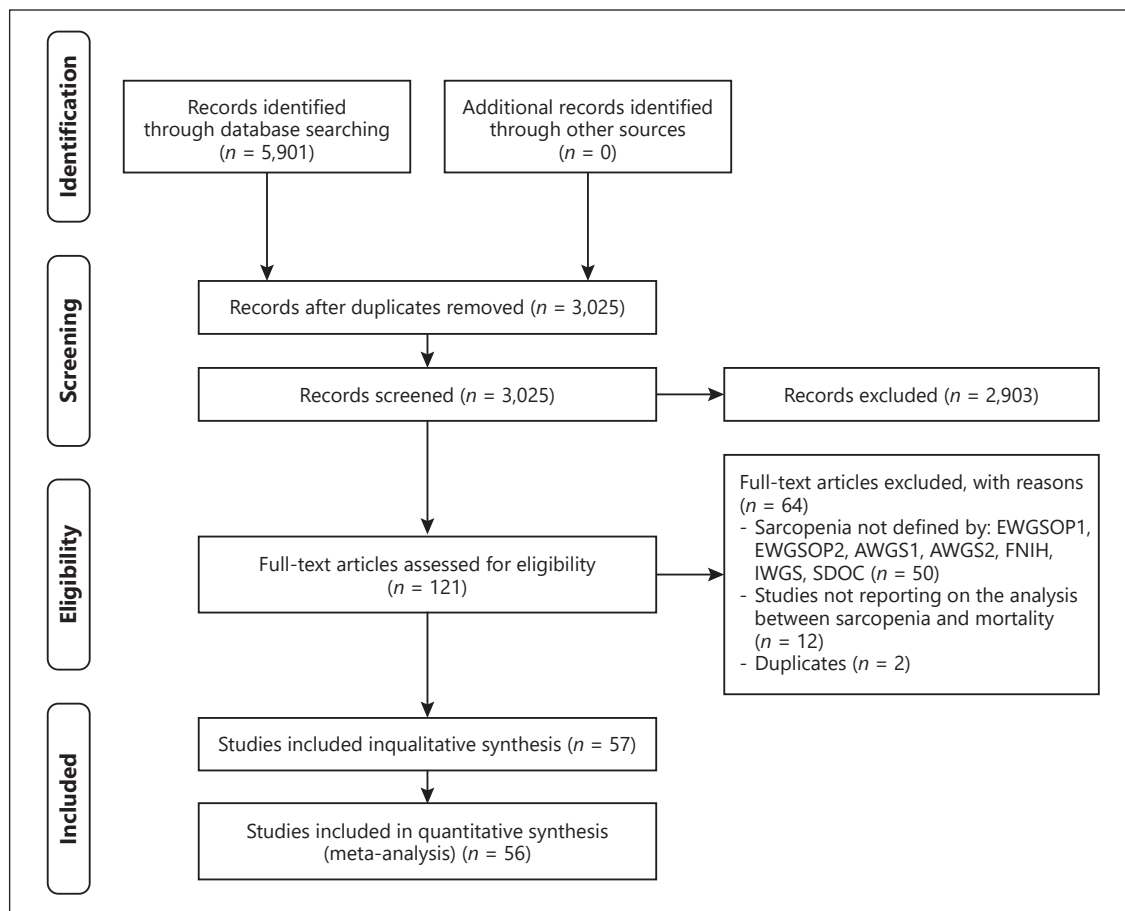 Identification
Records identified
through database searching
(n = 5,901)
Additional records identified
through other sources
(n = 0)
Screening
Records after duplicates removed (n = 3,025)
Records screened (n = 3,025)
Records excluded (n = 2,903)
Eligibility
Full-text articles assessed for eligibility
(n = 121)
Full-text articles excluded, with reasons
(n = 64)
- Sarcopenia not defined by: EWGSOP1,
EWGSOP2, AWGS1, AWGS2, FNIH,
IWGS, SDOC (n = 50)
- Studies not reporting on the analysis
between sarcopenia and mortality
(n = 12)
- Duplicates (n = 2)
Included
Studies included inqualitative synthesis (n = 57)
Studies included in quantitative synthesis
(meta-analysis) (n = 56)